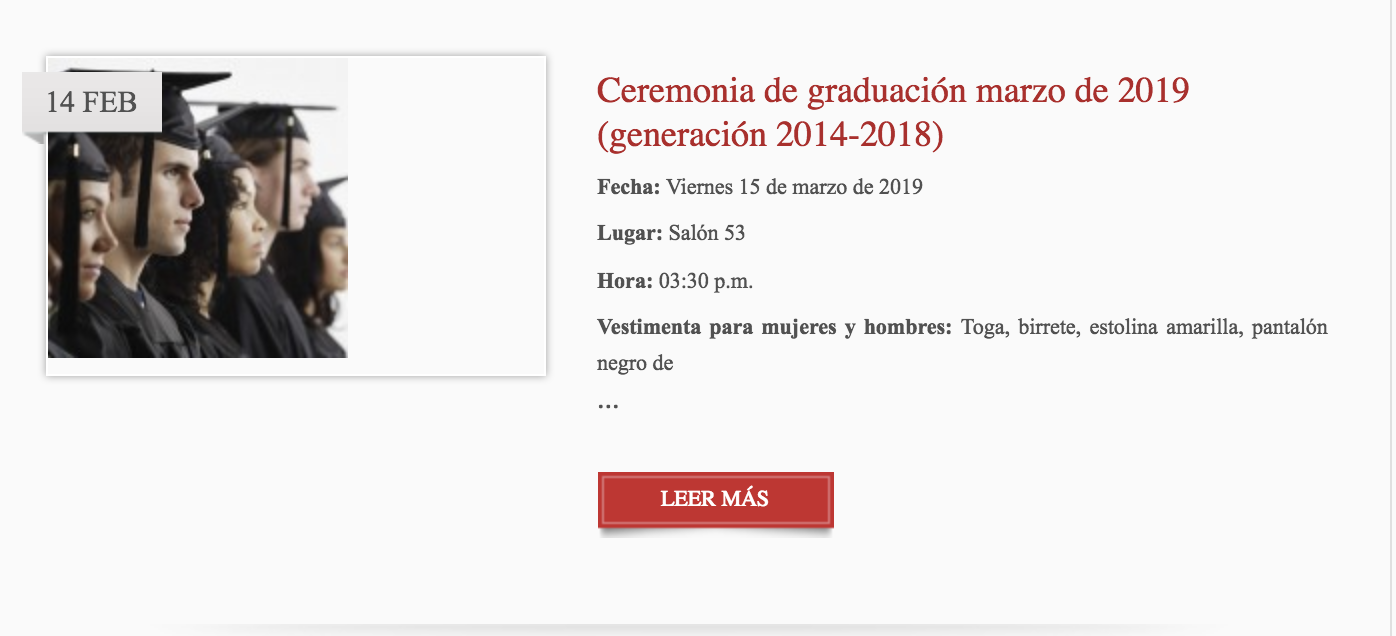 14 FEB
Ceremonia de graduación marzo de 2019
(generación 2014-2018)
Fecha: Viernes 15 de marzo de 2019
Lugar: Salón 53
Hora: 03:30 p.m.
Vestimenta para mujeres y hombres: Toga, birrete, estolina amarilla, pantalón
negro de
...
LEER MÁS